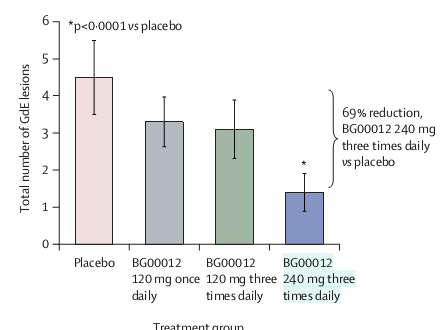 *p<0·0001 vs placebo
6
5
4
3
2
1
0
Total number of GdE lesions
69% reduction,
BG00012 240 mg
three times daily
vs placebo
*
Placebo
BG00012
120 mg once
daily
BG00012
120 mg three
times daily
BG00012
240 mg three
times daily
Treatment group